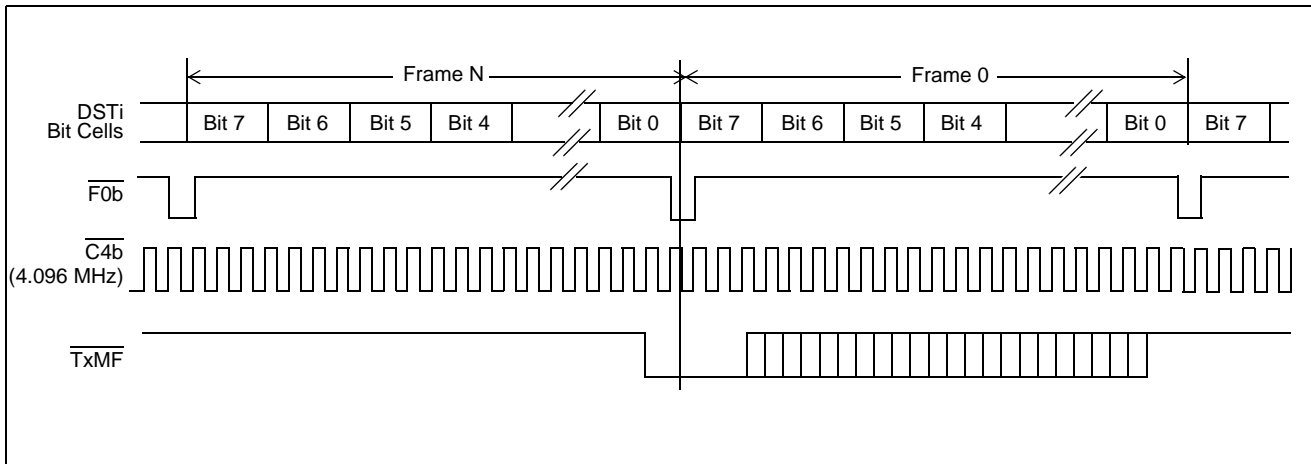 Frame N Frame 0
DSTi
Bit Cells
Bit 7 Bit 6 Bit 5 Bit 4 Bit 0 Bit 7 Bit 6 Bit 5 Bit 4 Bit 0 Bit 7
F0b
C4b
(4.096 MHz)
TxMF